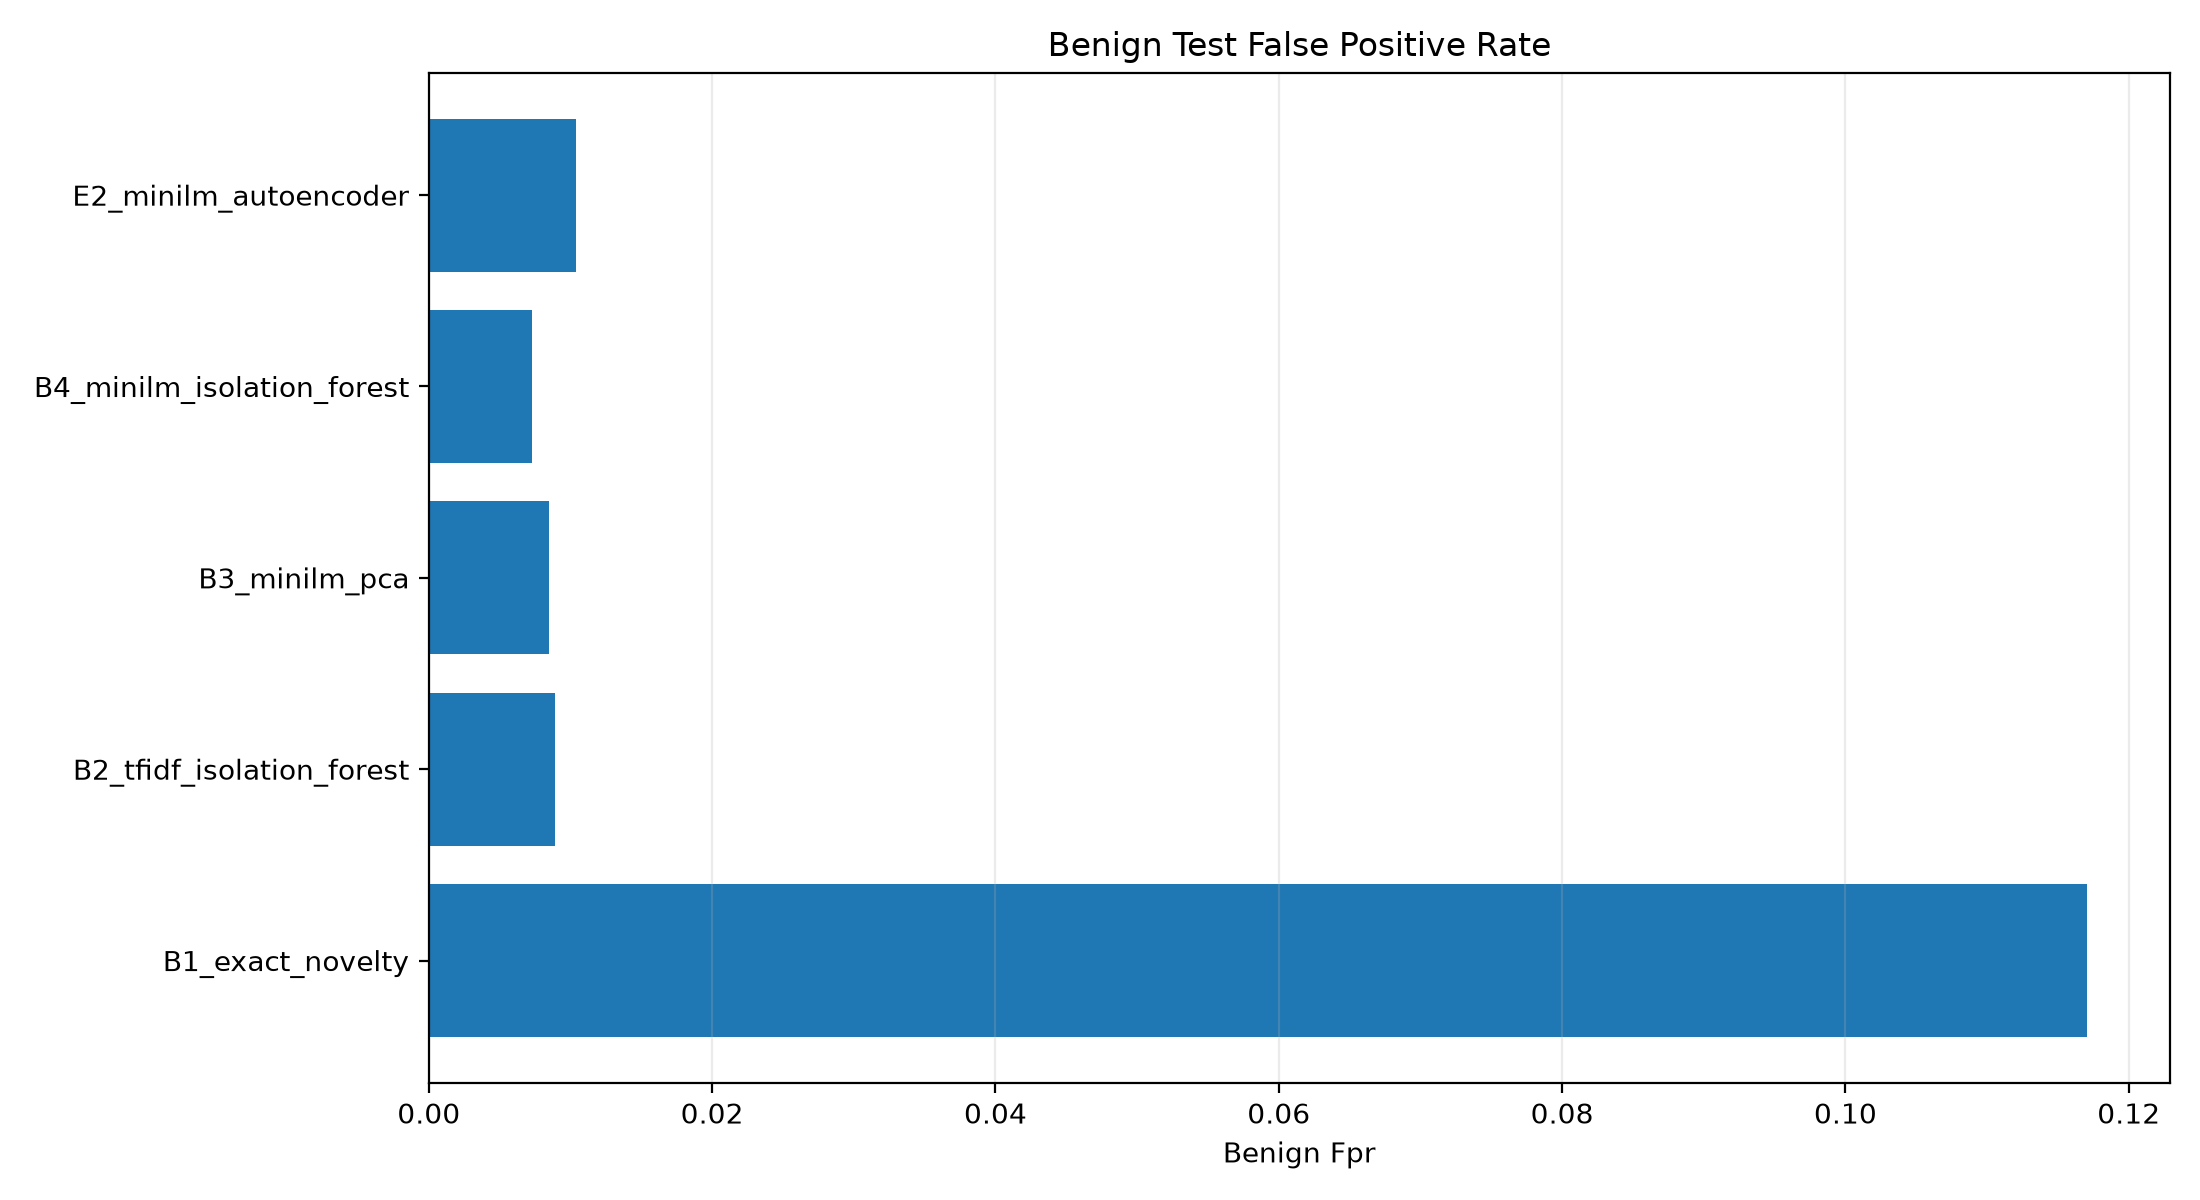 Benign Test False Positive Rate
E2_minilm_autoencoder
B4_minilm_isolation_forest
B3_minilm_pca
B2_tfidf_isolation_forest
B1_exact_novelty
0.00 0.02 0.04 0.06 0.08 0.10 0.12
Benign Fpr